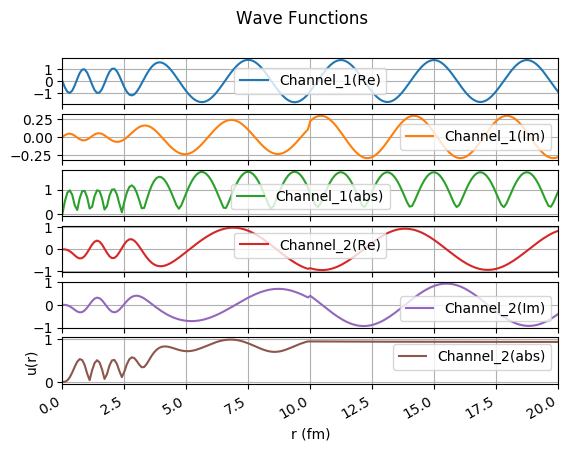 Wave Functions
1
0
−1
Channel_1(Re)
0.25
0.00
−0.25
Channel_1(Im)
1
0
Channel_1(abs)
1
0
−1
Channel_2(Re)
1
0
−1
Channel_2(Im)
1
0
u(r)
Channel_2(abs)
0.0 2.5 5.0 7.5 10.0 12.5 15.0 17.5 20.0
r (fm)